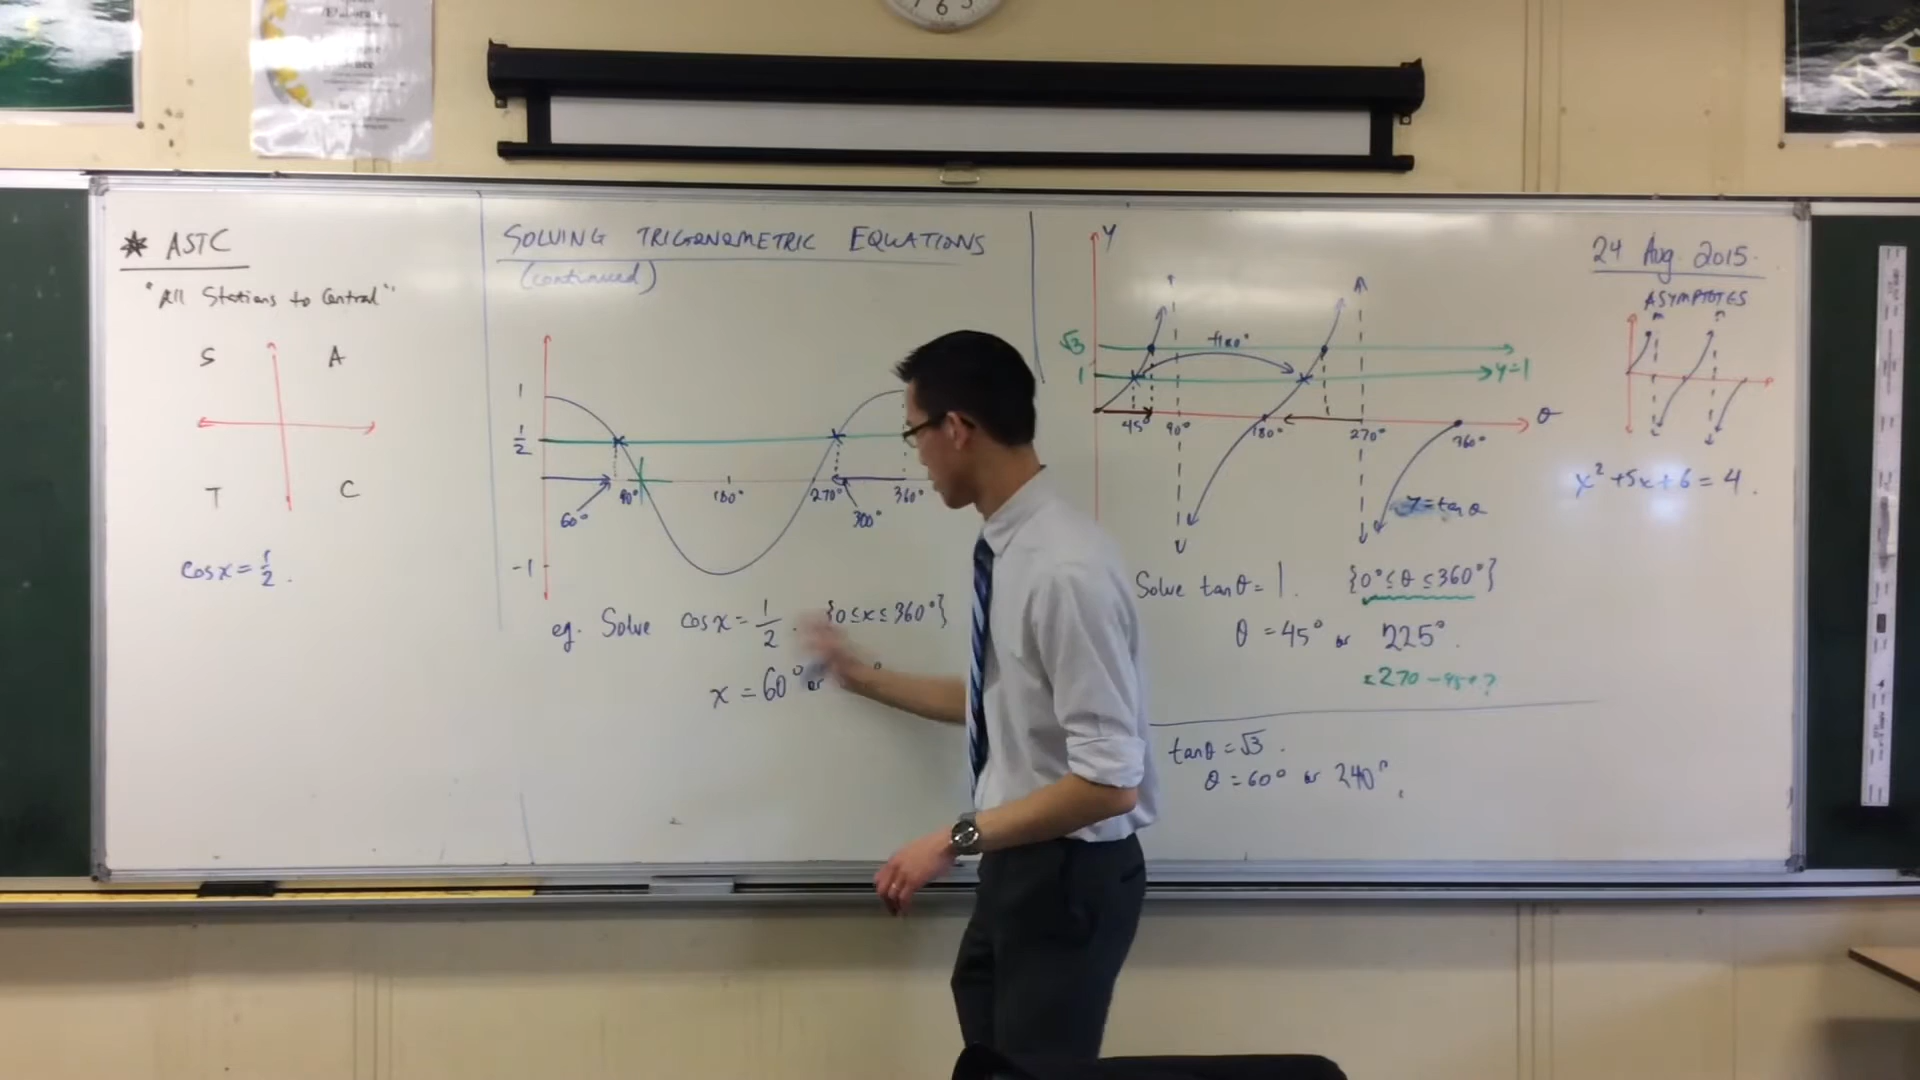 ASTC
"All Stations to Central"
S A
T C
cos x = 1/2 .
SOLVING TRIGONOMETRIC EQUATIONS
(continued)
1
1/2
-1
90° 180° 270° 360°
60° 300°
eg. Solve cos x = 1/2 . {0 ≤ x ≤ 360°}
x = 60° or
y
√3
1
+180°
y=1
45° 90° 180° 270° 360°
θ
y = tan θ
Solve tan θ = 1. {0° ≤ θ ≤ 360°}
θ = 45° or 225°.
tan θ = √3 .
θ = 60° or 240°
24 Aug 2015.
ASYMPTOTES
x² + 5x + 6 = 4 .